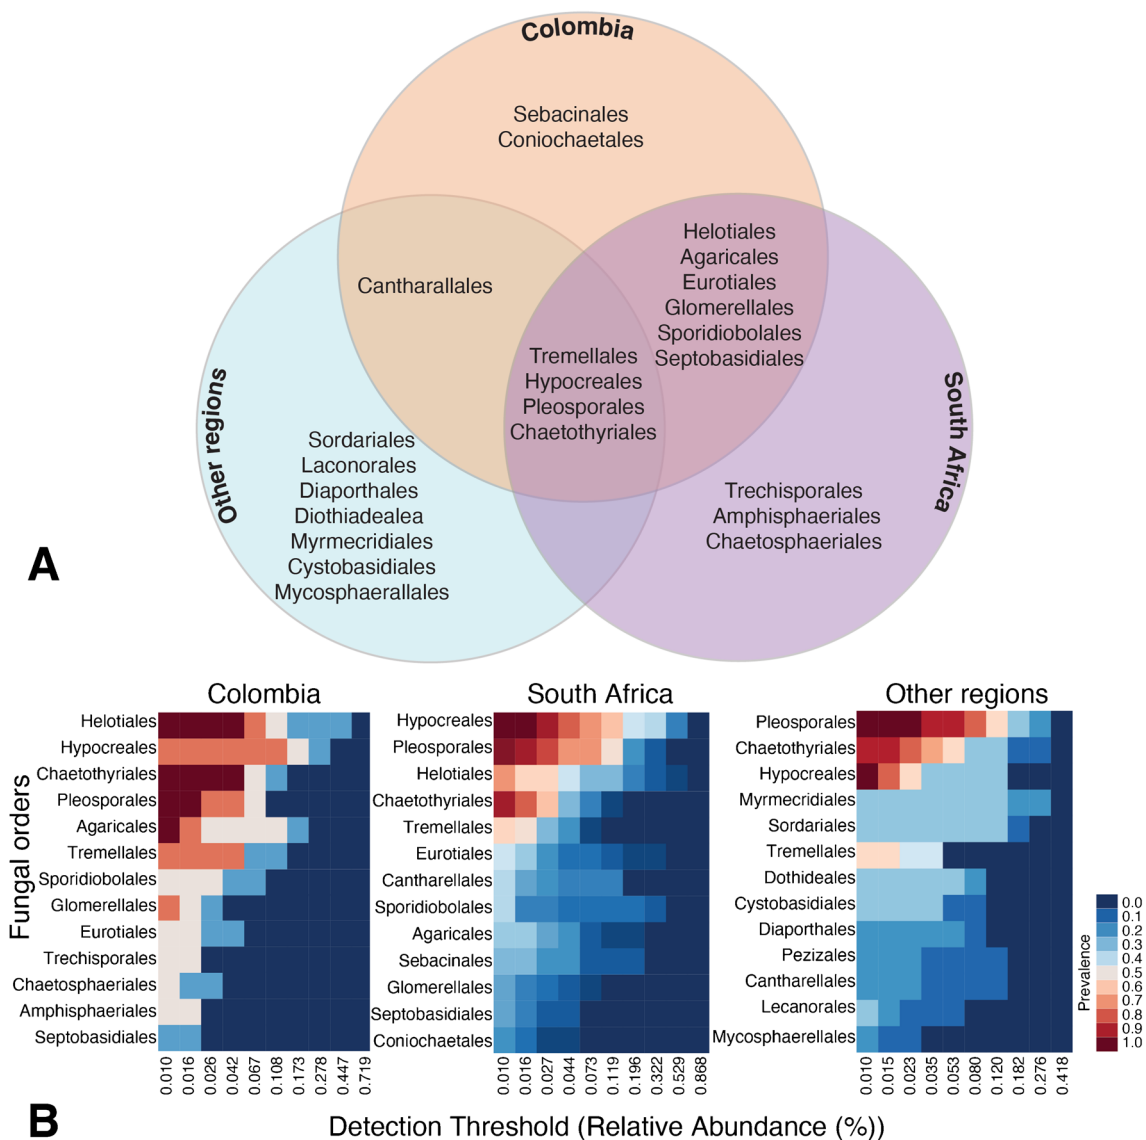 Colombia
Sebacinales
Coniochaetales
Helotiales
Agaricales
Eurotiales
Glomerellales
Sporidiobolales
Septobasidiales
Cantharallales
Tremellales
Hypocreales
Pleosporales
Chaetothyriales
Other regions
South Africa
Sordariales
Laconorales
Diaporthales
Diothiadealea
Myrmecridiales
Cystobasidiales
Mycosphaerallales
Trechisporales
Amphisphaeriales
Chaetosphaeriales
A
Colombia
Fungal orders
Helotiales
Hypocreales
Chaetothyriales
Pleosporales
Agaricales
Tremellales
Sporidiobolales
Glomerellales
Eurotiales
Trechisporales
Chaetosphaeriales
Amphisphaeriales
Septobasidiales
0.010
0.016
0.026
0.042
0.067
0.108
0.173
0.278
0.447
0.719
South Africa
Hypocreales
Pleosporales
Helotiales
Chaetothyriales
Tremellales
Eurotiales
Cantharellales
Sporidiobolales
Agaricales
Sebacinales
Glomerellales
Septobasidiales
Coniochaetales
0.010
0.016
0.027
0.044
0.073
0.119
0.196
0.322
0.529
0.868
Other regions
Pleosporales
Chaetothyriales
Hypocreales
Myrmecridiales
Sordariales
Tremellales
Dothideales
Cystobasidiales
Diaporthales
Pezizales
Cantharellales
Lecanorales
Mycosphaerellales
0.010
0.015
0.023
0.035
0.053
0.080
0.120
0.182
0.276
0.418
Prevalence
0.0
0.1
0.2
0.3
0.4
0.5
0.6
0.7
0.8
0.9
1.0
B
Detection Threshold (Relative Abundance (%))